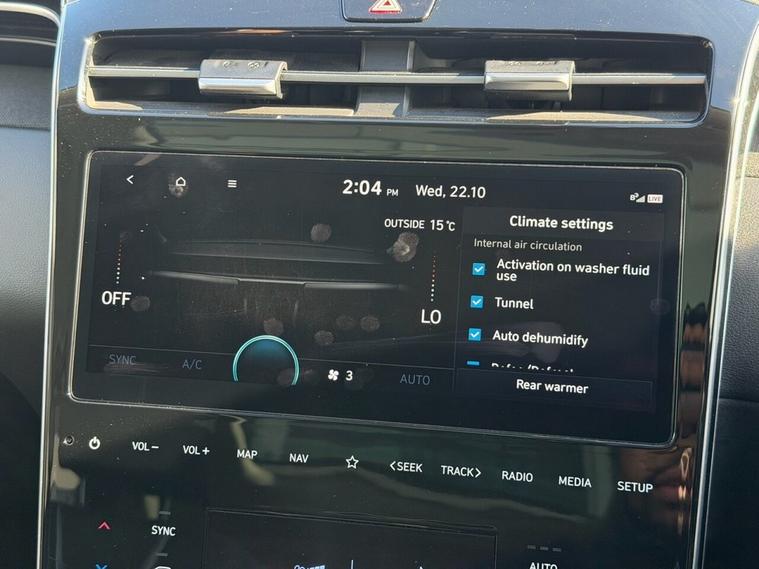 2:04 PM Wed, 22.10
LIVE
OUTSIDE 15℃
Climate settings
Internal air circulation
Activation on washer fluid
use
Tunnel
Auto dehumidify
OFF
LO
SYNC
A/C
3
AUTO
Rear warmer
VOL− VOL+ MAP NAV <SEEK TRACK> RADIO MEDIA SETUP
SYNC
AUTO